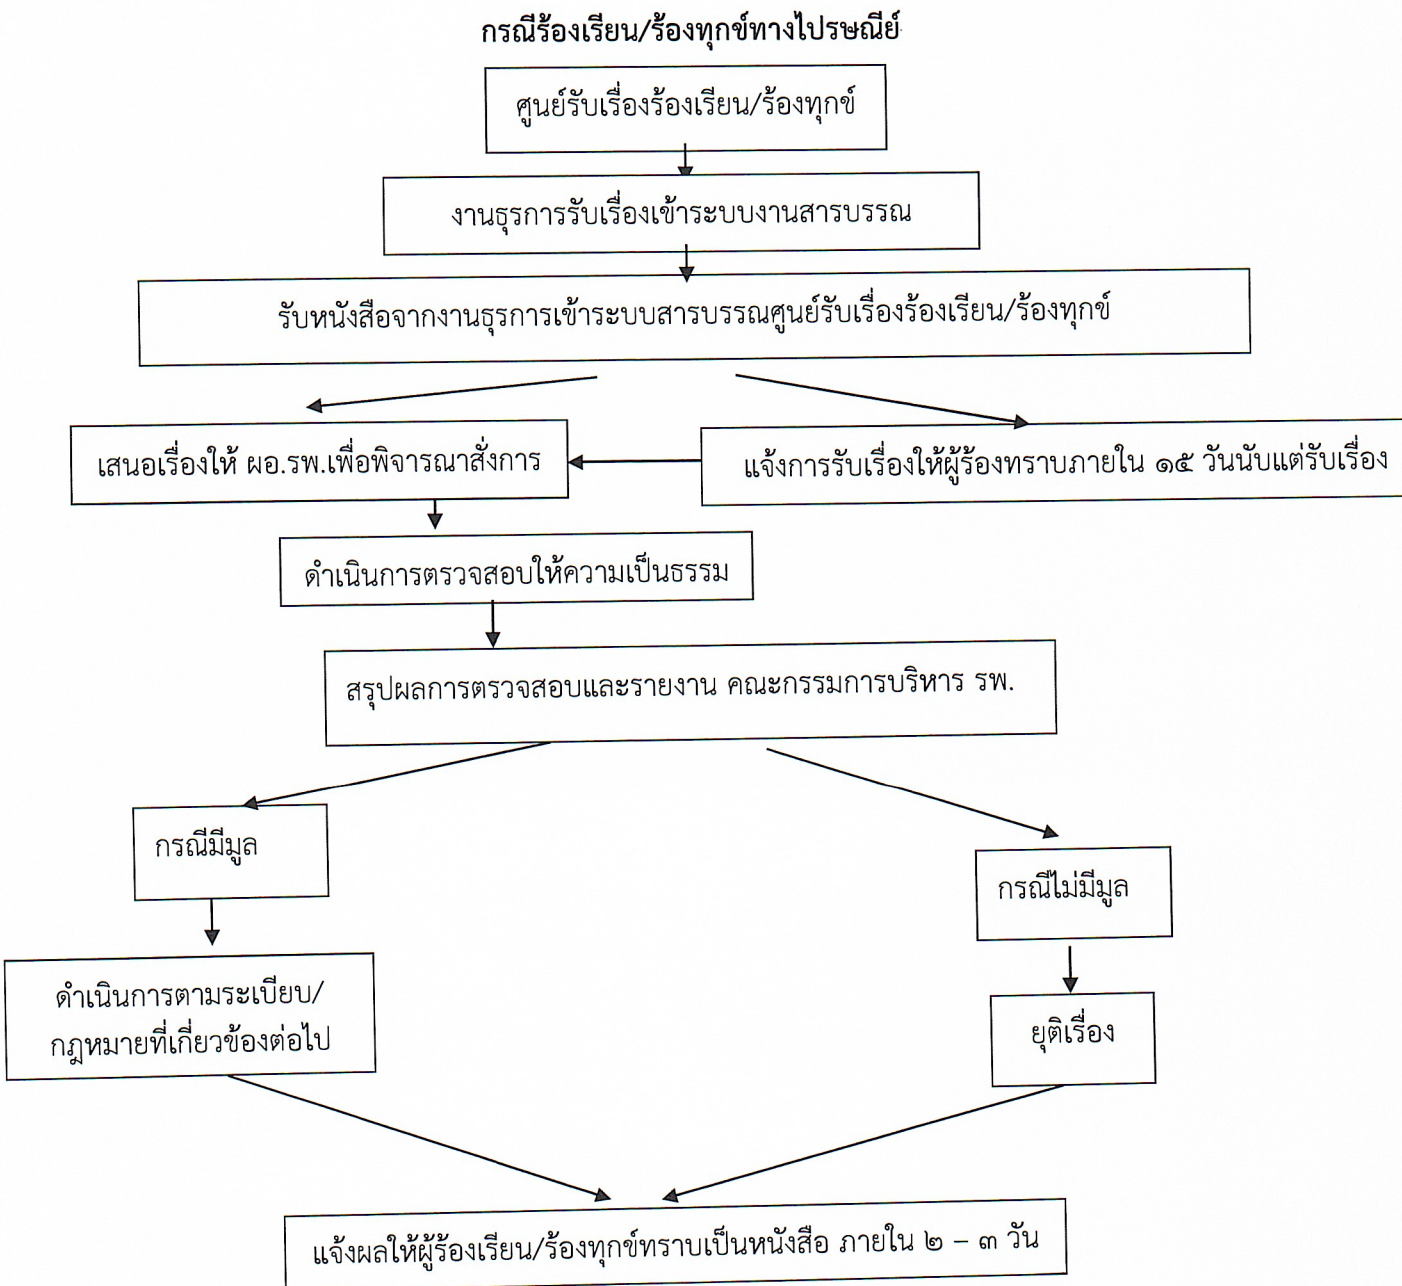 กรณีร้องเรียน/ร้องทุกข์ทางไปรษณีย์
ศูนย์รับเรื่องร้องเรียน/ร้องทุกข์
งานธุรการรับเรื่องเข้าระบบงานสารบรรณ
รับหนังสือจากงานธุรการเข้าระบบสารบรรณศูนย์รับเรื่องร้องเรียน/ร้องทุกข์
เสนอเรื่องให้ ผอ.รพ.เพื่อพิจารณาสั่งการ
แจ้งการรับเรื่องให้ผู้ร้องทราบภายใน ๑๕ วันนับแต่รับเรื่อง
ดำเนินการตรวจสอบให้ความเป็นธรรม
สรุปผลการตรวจสอบและรายงาน คณะกรรมการบริหาร รพ.
กรณีมีมูล
กรณีไม่มีมูล
ดำเนินการตามระเบียบ/
กฎหมายที่เกี่ยวข้องต่อไป
ยุติเรื่อง
แจ้งผลให้ผู้ร้องเรียน/ร้องทุกข์ทราบเป็นหนังสือ ภายใน ๒ – ๓ วัน